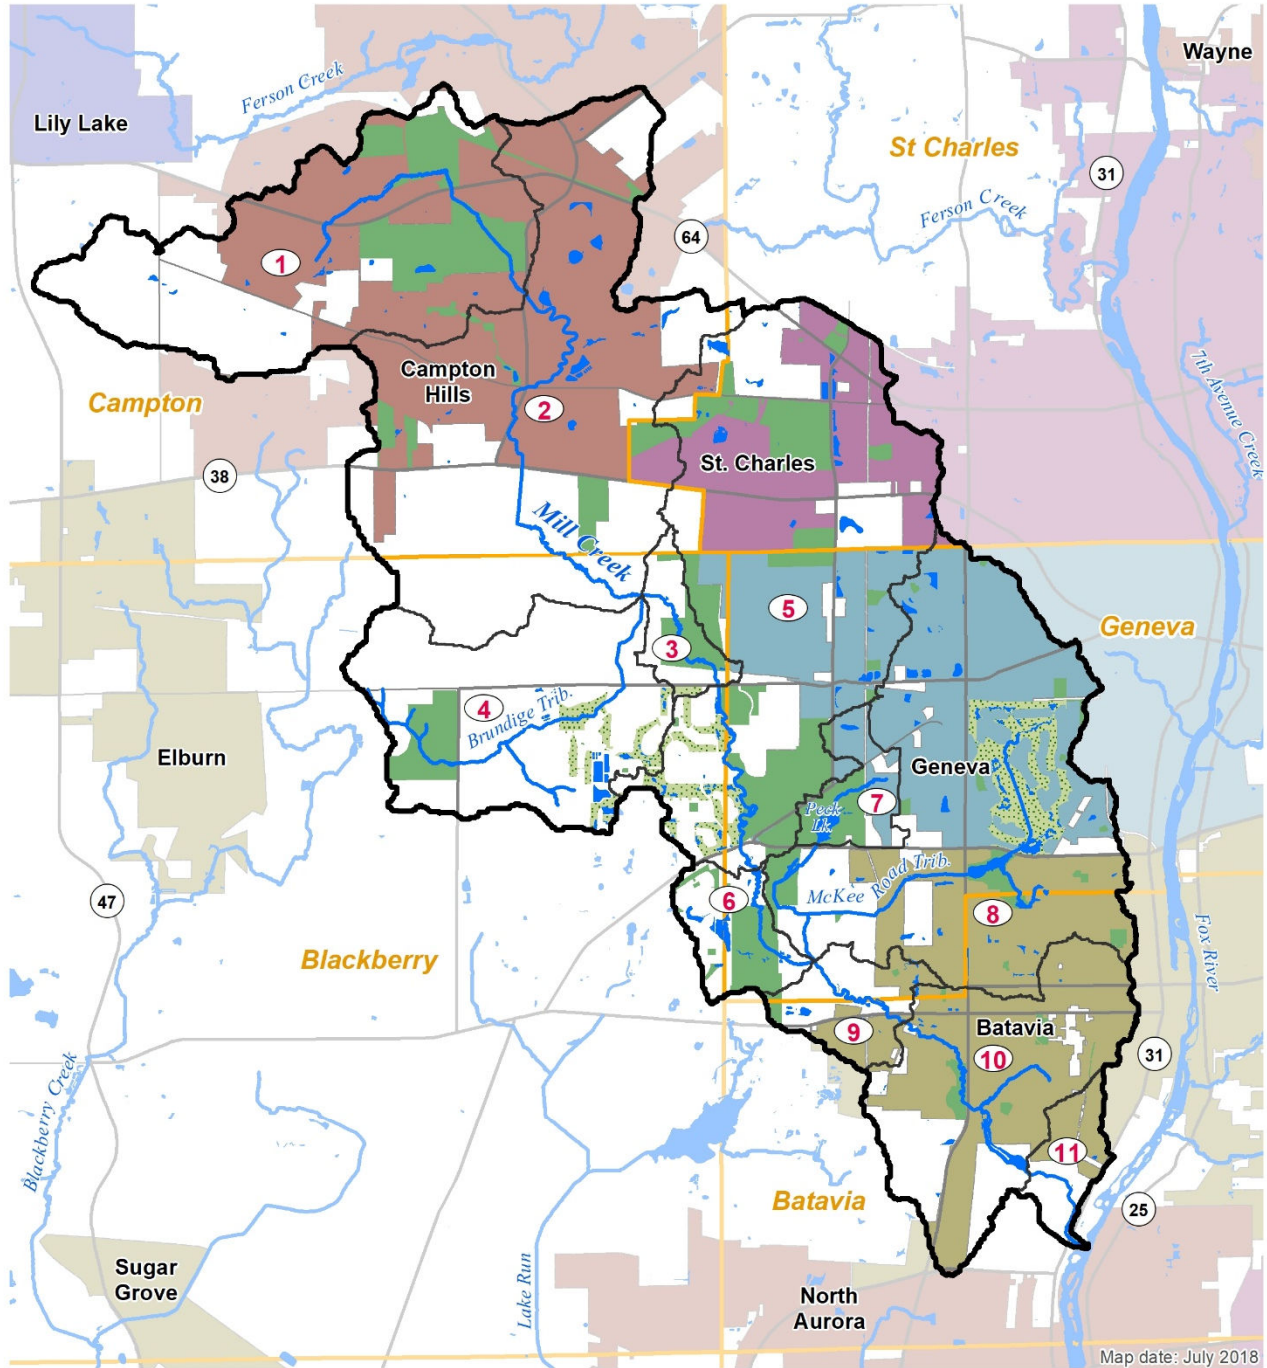 Wayne
Lily Lake
Ferson Creek
St Charles
31
Ferson Creek
64
1
7th Avenue Creek
Campton
Hills
Campton
2
St. Charles
38
Mill Creek
5
Geneva
3
4
Brundige Trib.
Elburn
Geneva
7
Peck
Lk.
McKee Road Trib.
47
6
8
Fox River
Blackberry
9
Batavia
10
31
Blackberry Creek
11
Batavia
25
Lake Run
Sugar
Grove
North
Aurora
Map date: July 2018